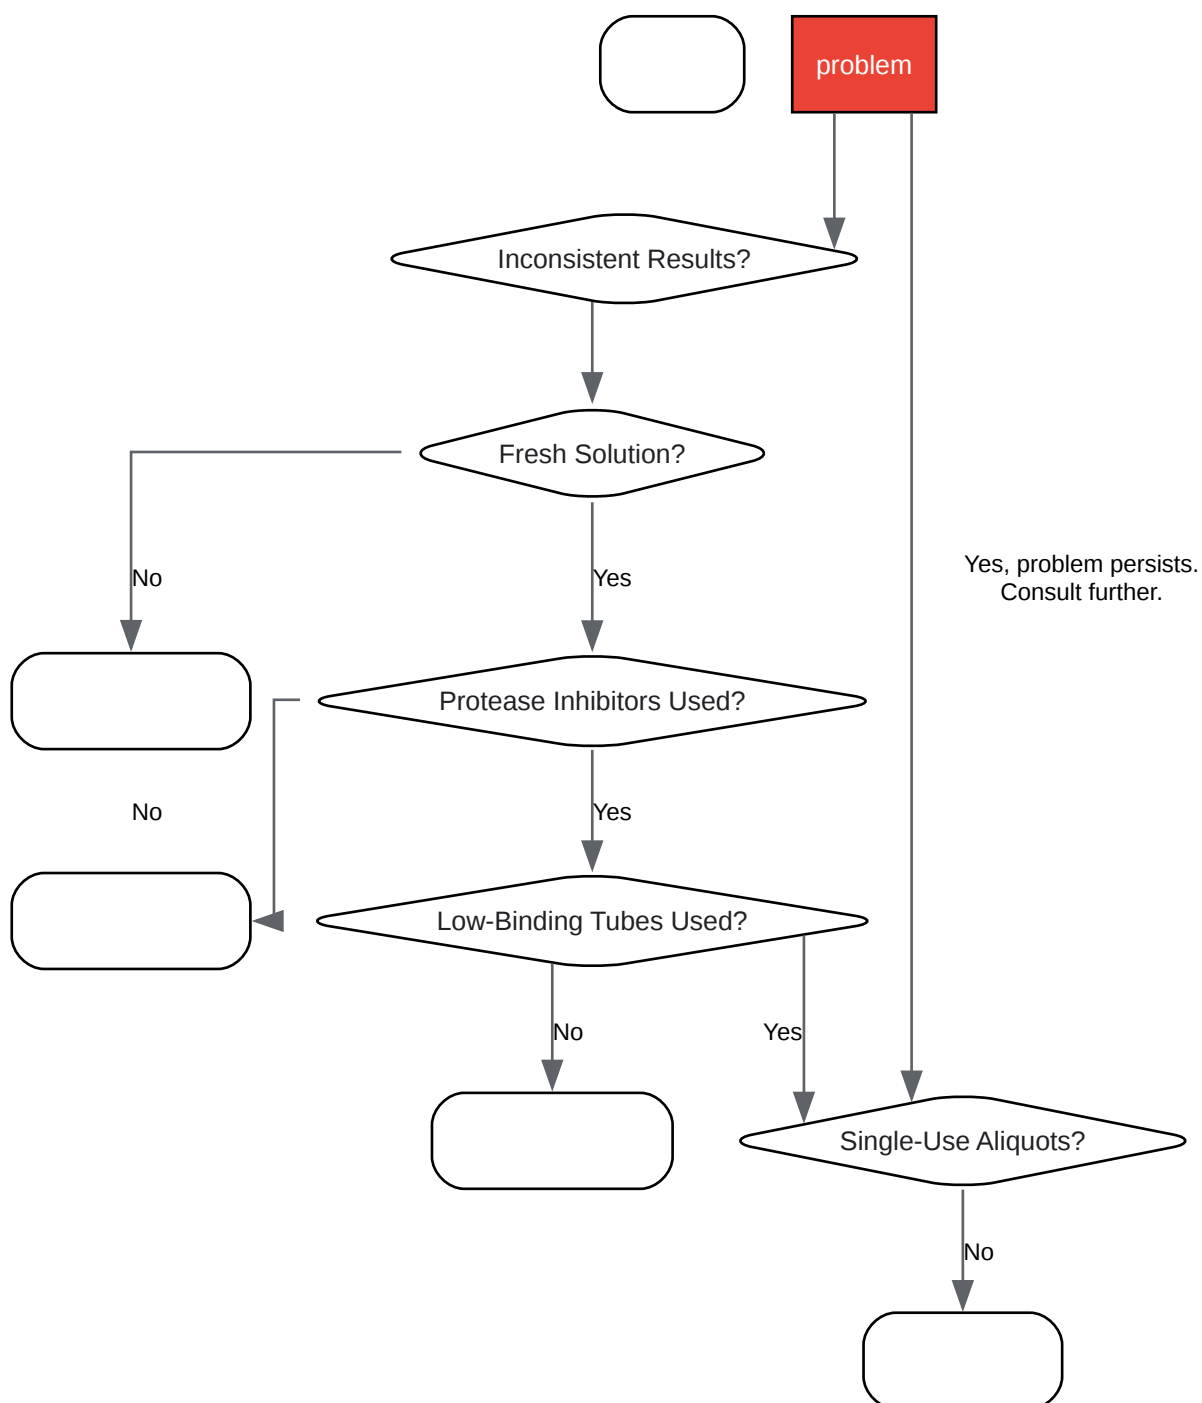 problem
Inconsistent Results?
Fresh Solution?
Yes, problem persists.
Consult further.
No
Yes
Protease Inhibitors Used?
No
Yes
Low-Binding Tubes Used?
No
Yes
Single-Use Aliquots?
No